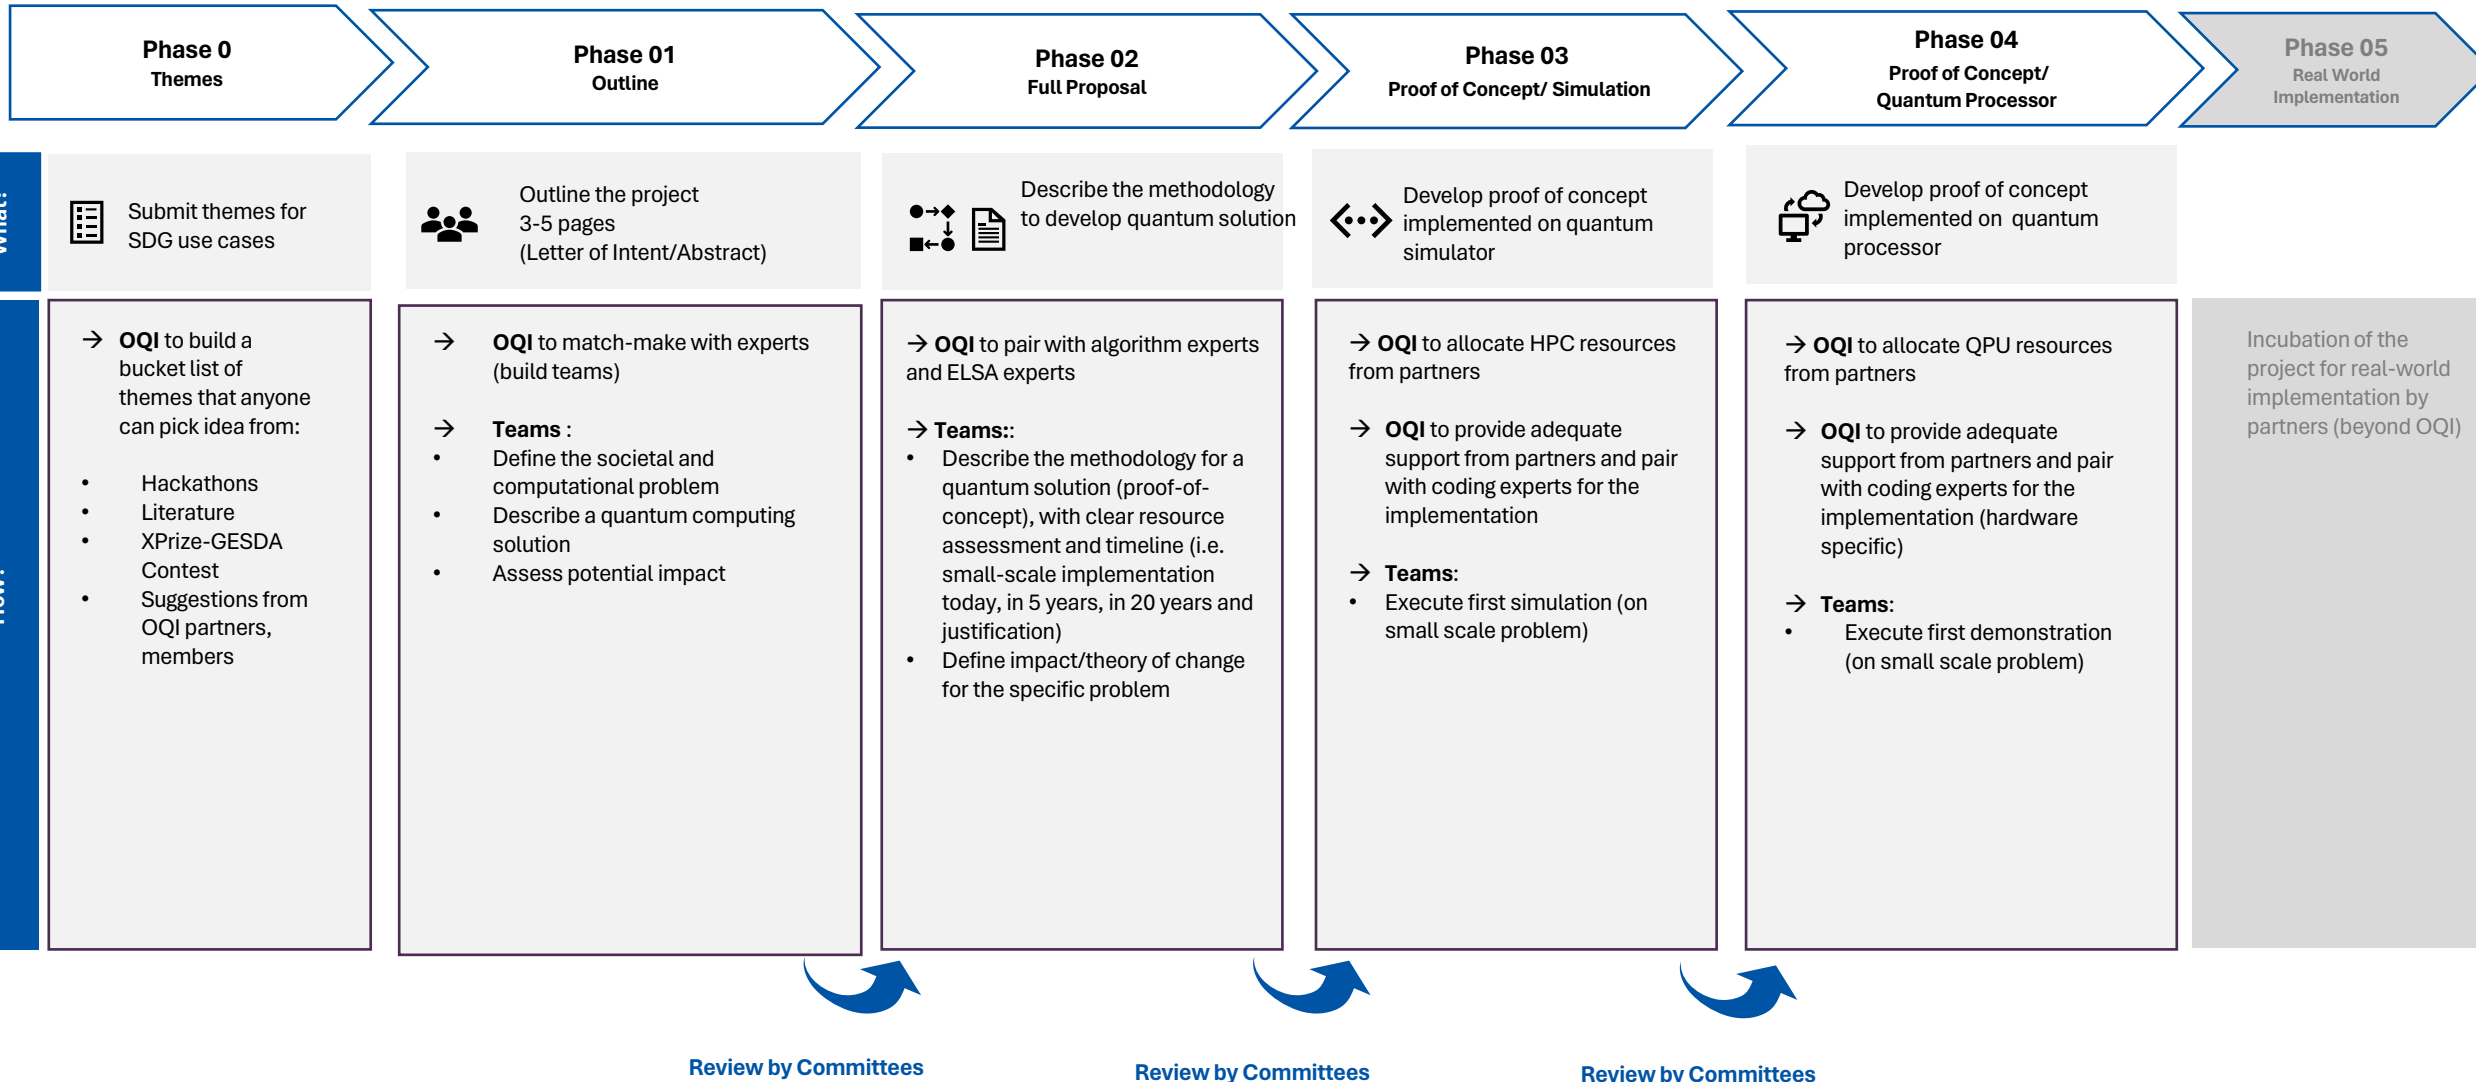 Phase 0
Themes
Phase 01
Outline
Phase 02
Full Proposal
Phase 03
Proof of Concept/ Simulation
Phase 04
Proof of Concept/
Quantum Processor
Phase 05
Real World
Implementation
What?
Submit themes for
SDG use cases
Outline the project
3-5 pages
(Letter of Intent/Abstract)
Describe the methodology
to develop quantum solution
Develop proof of concept
implemented on quantum
simulator
Develop proof of concept
implemented on quantum
processor
How?
→ OQI to build a
bucket list of
themes that anyone
can pick idea from:
• Hackathons
• Literature
• XPrize-GESDA
Contest
• Suggestions from
OQI partners,
members
→ OQI to match-make with experts
(build teams)
→ Teams :
• Define the societal and
computational problem
• Describe a quantum computing
solution
• Assess potential impact
→ OQI to pair with algorithm experts
and ELSA experts
→ Teams::
• Describe the methodology for a
quantum solution (proof-of-
concept), with clear resource
assessment and timeline (i.e.
small-scale implementation
today, in 5 years, in 20 years and
justification)
• Define impact/theory of change
for the specific problem
→ OQI to allocate HPC resources
from partners
→ OQI to provide adequate
support from partners and pair
with coding experts for the
implementation
→ Teams:
• Execute first simulation (on
small scale problem)
→ OQI to allocate QPU resources
from partners
→ OQI to provide adequate
support from partners and pair
with coding experts for the
implementation (hardware
specific)
→ Teams:
• Execute first demonstration
(on small scale problem)
Incubation of the
project for real-world
implementation by
partners (beyond OQI)
Review by Committees
Review by Committees
Review by Committees